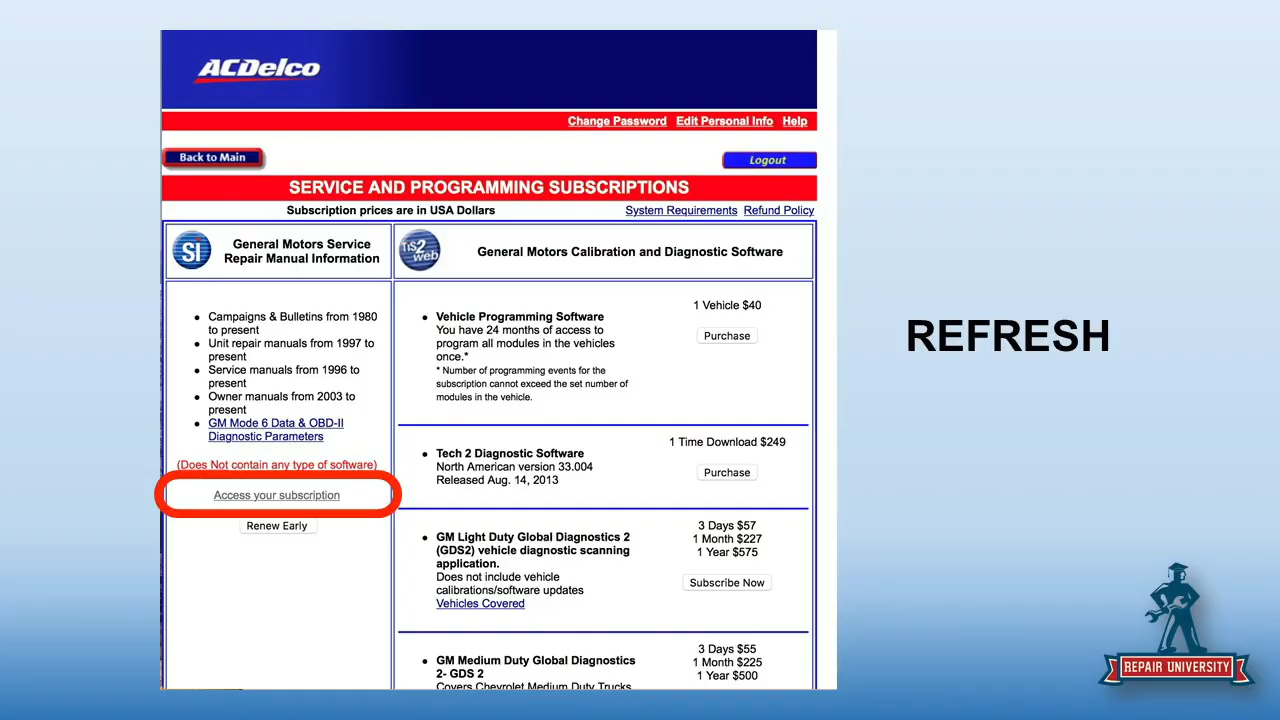 ACDelco
Change Password Edit Personal Info Help
Back to Main
Logout
SERVICE AND PROGRAMMING SUBSCRIPTIONS
Subscription prices are in USA Dollars
System Requirements Refund Policy
SI
General Motors Service
Repair Manual Information
TIS2
web
General Motors Calibration and Diagnostic Software
• Campaigns & Bulletins from 1980
to present
• Unit repair manuals from 1997 to
present
• Service manuals from 1996 to
present
• Owner manuals from 2003 to
present
• GM Mode 6 Data & OBD-II
Diagnostic Parameters
(Does Not contain any type of software)
Access your subscription
Renew Early
• Vehicle Programming Software
You have 24 months of access to
program all modules in the vehicles
once.*
* Number of programming events for the
subscription cannot exceed the set number of
modules in the vehicle.
1 Vehicle $40
Purchase
• Tech 2 Diagnostic Software
North American version 33.004
Released Aug. 14, 2013
1 Time Download $249
Purchase
• GM Light Duty Global Diagnostics 2
(GDS2) vehicle diagnostic scanning
application.
Does not include vehicle
calibrations/software updates
Vehicles Covered
3 Days $57
1 Month $227
1 Year $575
Subscribe Now
• GM Medium Duty Global Diagnostics
2- GDS 2
Covers Chevrolet Medium Duty Trucks
3 Days $55
1 Month $225
1 Year $500
REFRESH
REPAIR UNIVERSITY